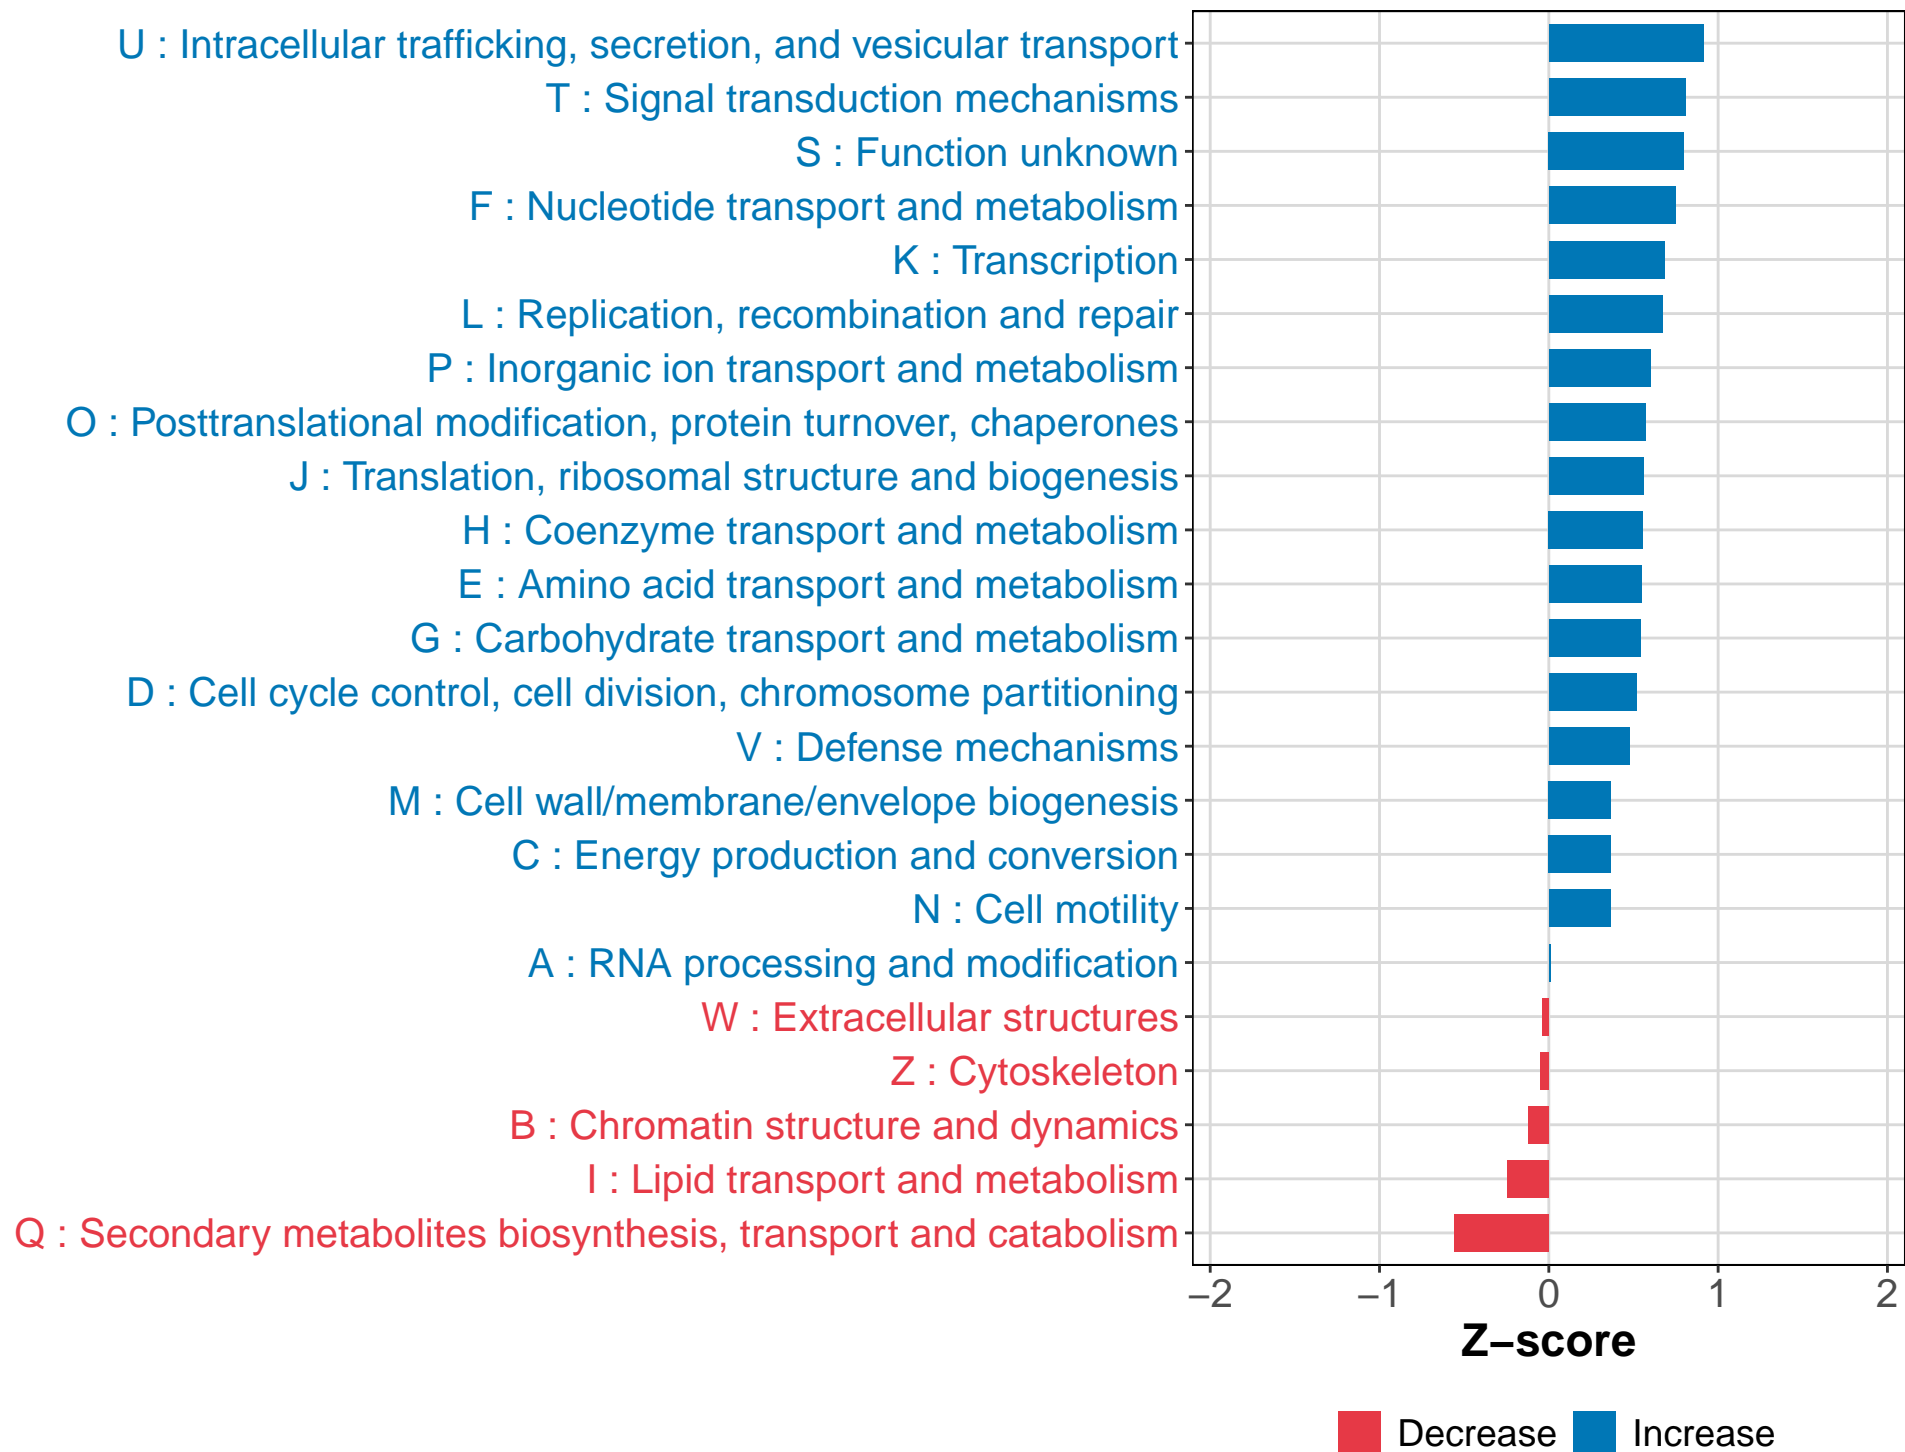 U : Intracellular trafficking, secretion, and vesicular transport
T : Signal transduction mechanisms
S : Function unknown
F : Nucleotide transport and metabolism
K : Transcription
L : Replication, recombination and repair
P : Inorganic ion transport and metabolism
O : Posttranslational modification, protein turnover, chaperones
J : Translation, ribosomal structure and biogenesis
H : Coenzyme transport and metabolism
E : Amino acid transport and metabolism
G : Carbohydrate transport and metabolism
D : Cell cycle control, cell division, chromosome partitioning
V : Defense mechanisms
M : Cell wall/membrane/envelope biogenesis
C : Energy production and conversion
N : Cell motility
A : RNA processing and modification
W : Extracellular structures
Z : Cytoskeleton
B : Chromatin structure and dynamics
I : Lipid transport and metabolism
Q : Secondary metabolites biosynthesis, transport and catabolism
−2 −1 0 1 2
Z−score
Decrease Increase